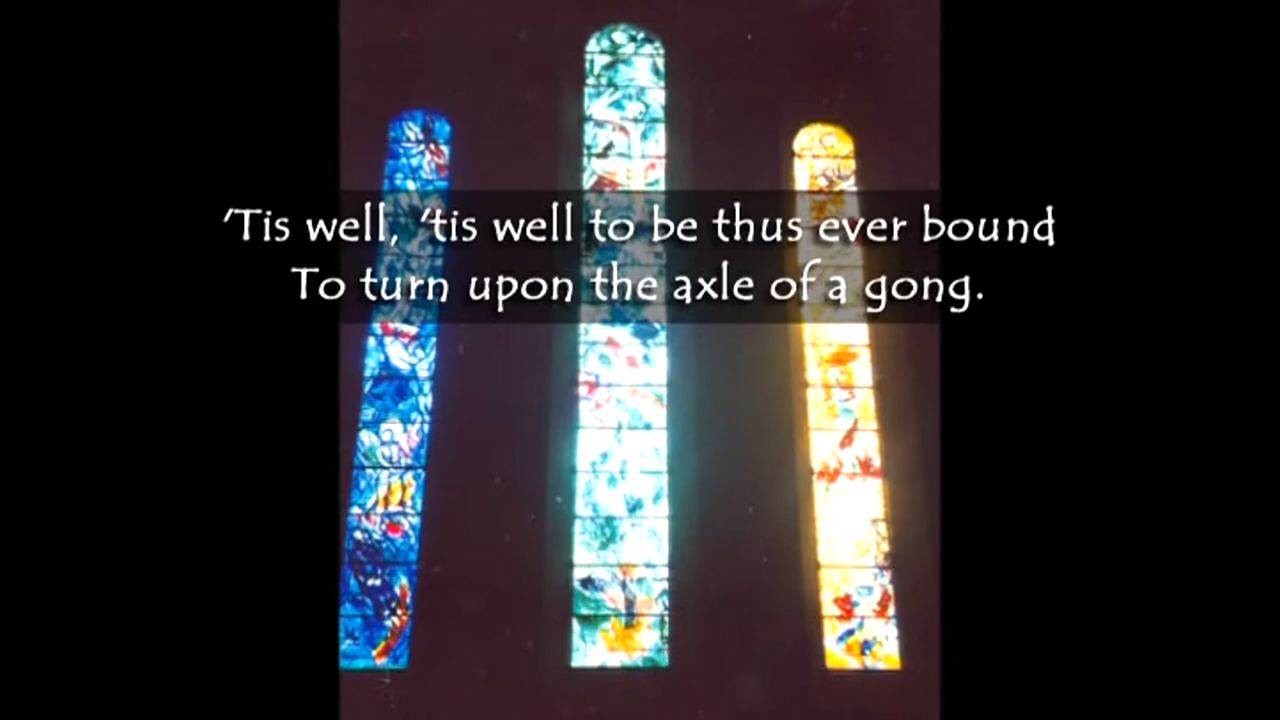 'Tis well, 'tis well to be thus ever bound
To turn upon the axle of a gong.